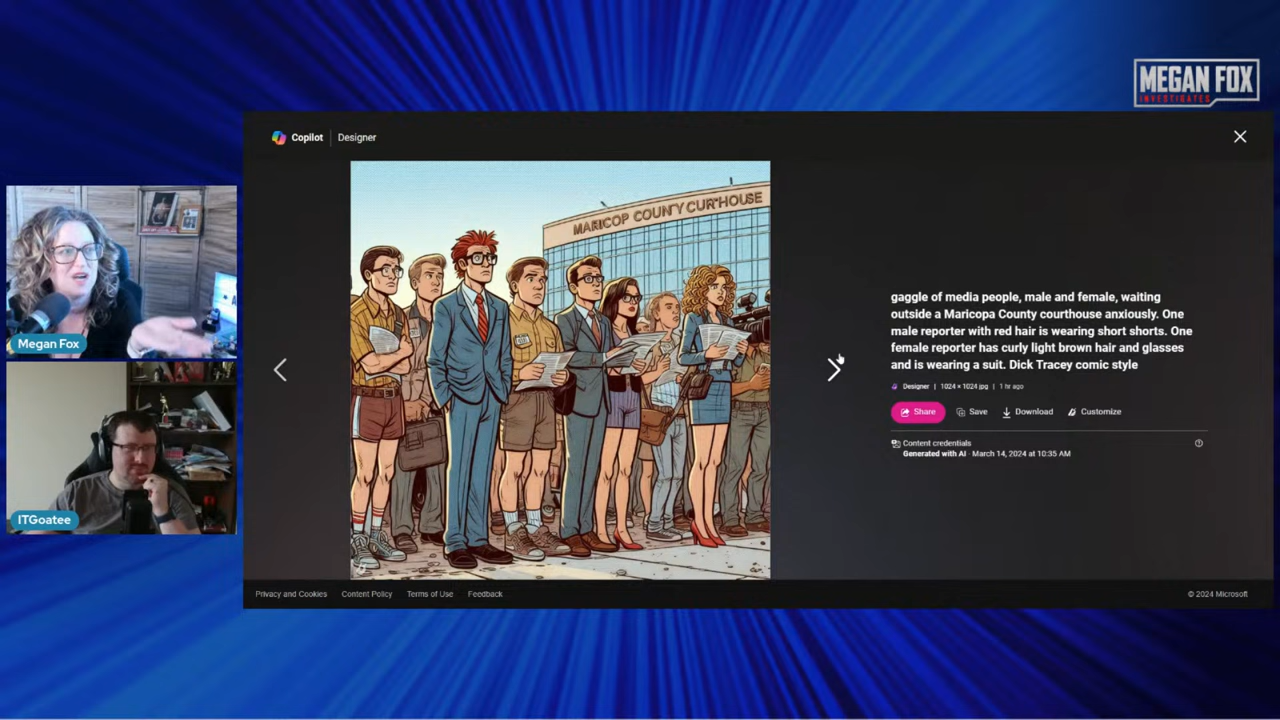 MEGAN FOX
INVESTIGATES
Copilot
Designer
MARICOP COUNTY CURTHOUSE
gaggle of media people, male and female, waiting
outside a Maricopa County courthouse anxiously. One
male reporter with red hair is wearing short shorts. One
female reporter has curly light brown hair and glasses
and is wearing a suit. Dick Tracey comic style
Designer | 1024 × 1024 jpg | 1 hr ago
Share
Save
Download
Customize
Content credentials
Generated with AI · March 14, 2024 at 10:35 AM
Megan Fox
ITGoatee
Privacy and Cookies
Content Policy
Terms of Use
Feedback
© 2024 Microsoft